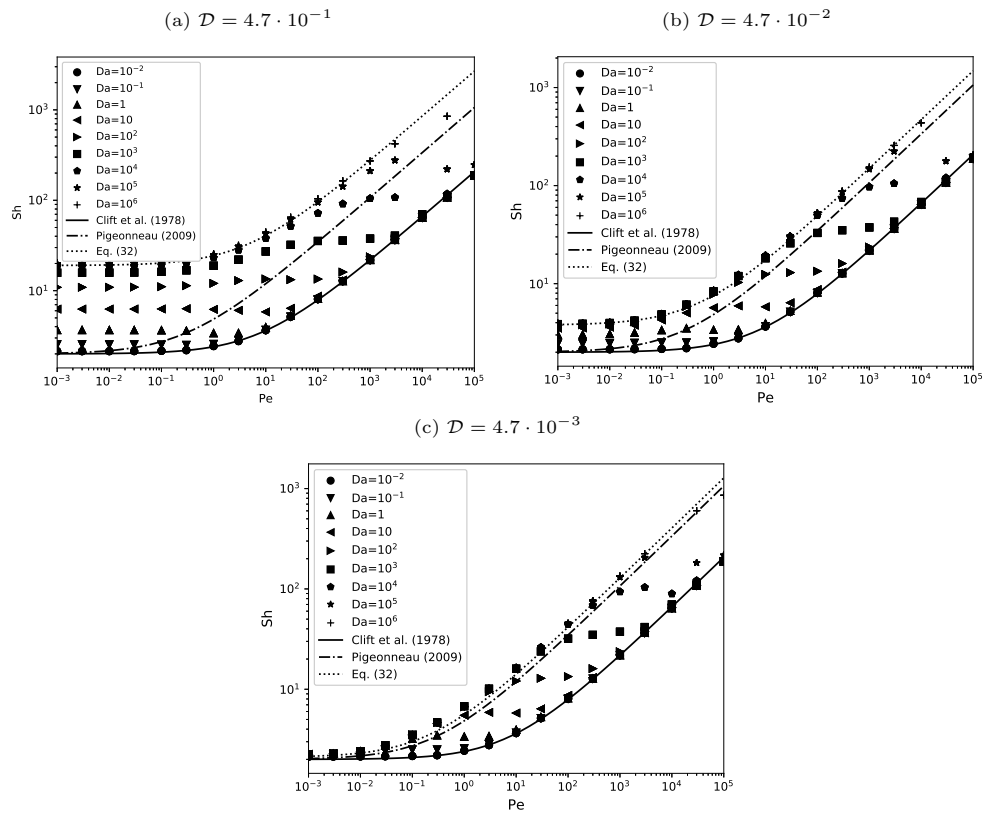 (a) 𝒟 = 4.7 · 10⁻¹
(b) 𝒟 = 4.7 · 10⁻²
Sh
10³
10²
10¹
Da=10⁻²
Da=10⁻¹
Da=1
Da=10
Da=10²
Da=10³
Da=10⁴
Da=10⁵
Da=10⁶
Clift et al. (1978)
Pigeonneau (2009)
Eq. (32)
10⁻³ 10⁻² 10⁻¹ 10⁰ 10¹ 10² 10³ 10⁴ 10⁵
Pe
Sh
10³
10²
10¹
Da=10⁻²
Da=10⁻¹
Da=1
Da=10
Da=10²
Da=10³
Da=10⁴
Da=10⁵
Da=10⁶
Clift et al. (1978)
Pigeonneau (2009)
Eq. (32)
10⁻³ 10⁻² 10⁻¹ 10⁰ 10¹ 10² 10³ 10⁴ 10⁵
Pe
(c) 𝒟 = 4.7 · 10⁻³
Sh
10³
10²
10¹
Da=10⁻²
Da=10⁻¹
Da=1
Da=10
Da=10²
Da=10³
Da=10⁴
Da=10⁵
Da=10⁶
Clift et al. (1978)
Pigeonneau (2009)
Eq. (32)
10⁻³ 10⁻² 10⁻¹ 10⁰ 10¹ 10² 10³ 10⁴ 10⁵
Pe